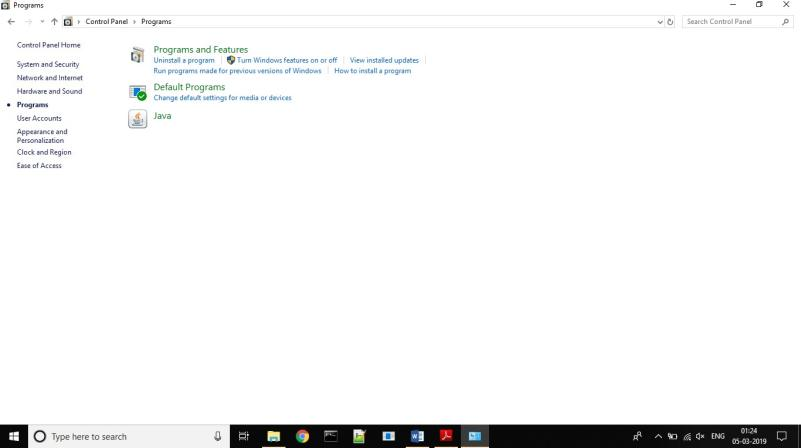 Programs
Control Panel › Programs
Search Control Panel
Control Panel Home
System and Security
Network and Internet
Hardware and Sound
Programs
User Accounts
Appearance and
Personalization
Clock and Region
Ease of Access
Programs and Features
Uninstall a program | Turn Windows features on or off | View installed updates
Run programs made for previous versions of Windows | How to install a program
Default Programs
Change default settings for media or devices
Java
Type here to search
ENG
01:24
05-03-2019